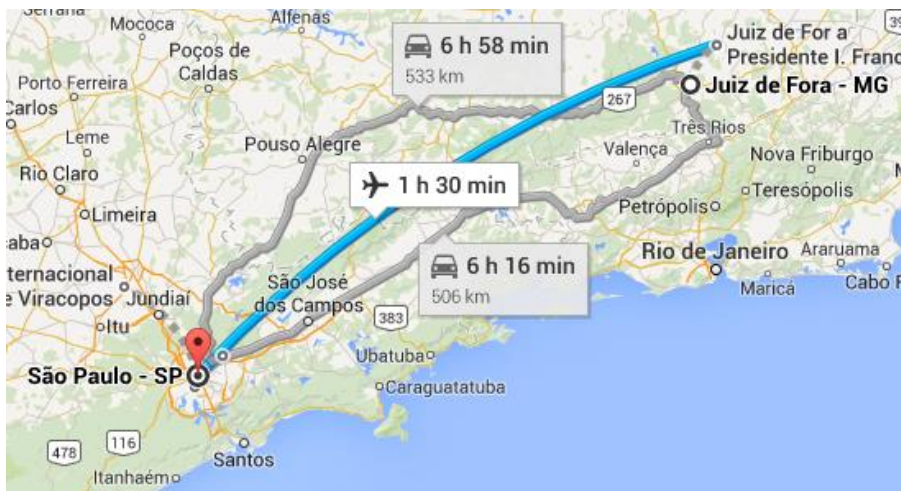 Mococa
Alfenas
6 h 58 min
533 km
Juiz de For a
Presidente I. Franc
Poços de
Caldas
Porto Ferreira
Carlos
267
Juiz de Fora - MG
Leme
Pouso Alegre
Três Rios
Valença
Nova Friburgo
Rio Claro
1 h 30 min
Teresópolis
Petrópolis
Limeira
6 h 16 min
506 km
Rio de Janeiro
Araruama
Maricá
Cabo F
nternacional
e Viracopos
Jundiaí
São José
dos Campos
Itu
383
Ubatuba
São Paulo - SP
Caraguatatuba
116
478
Santos
Itanhaém